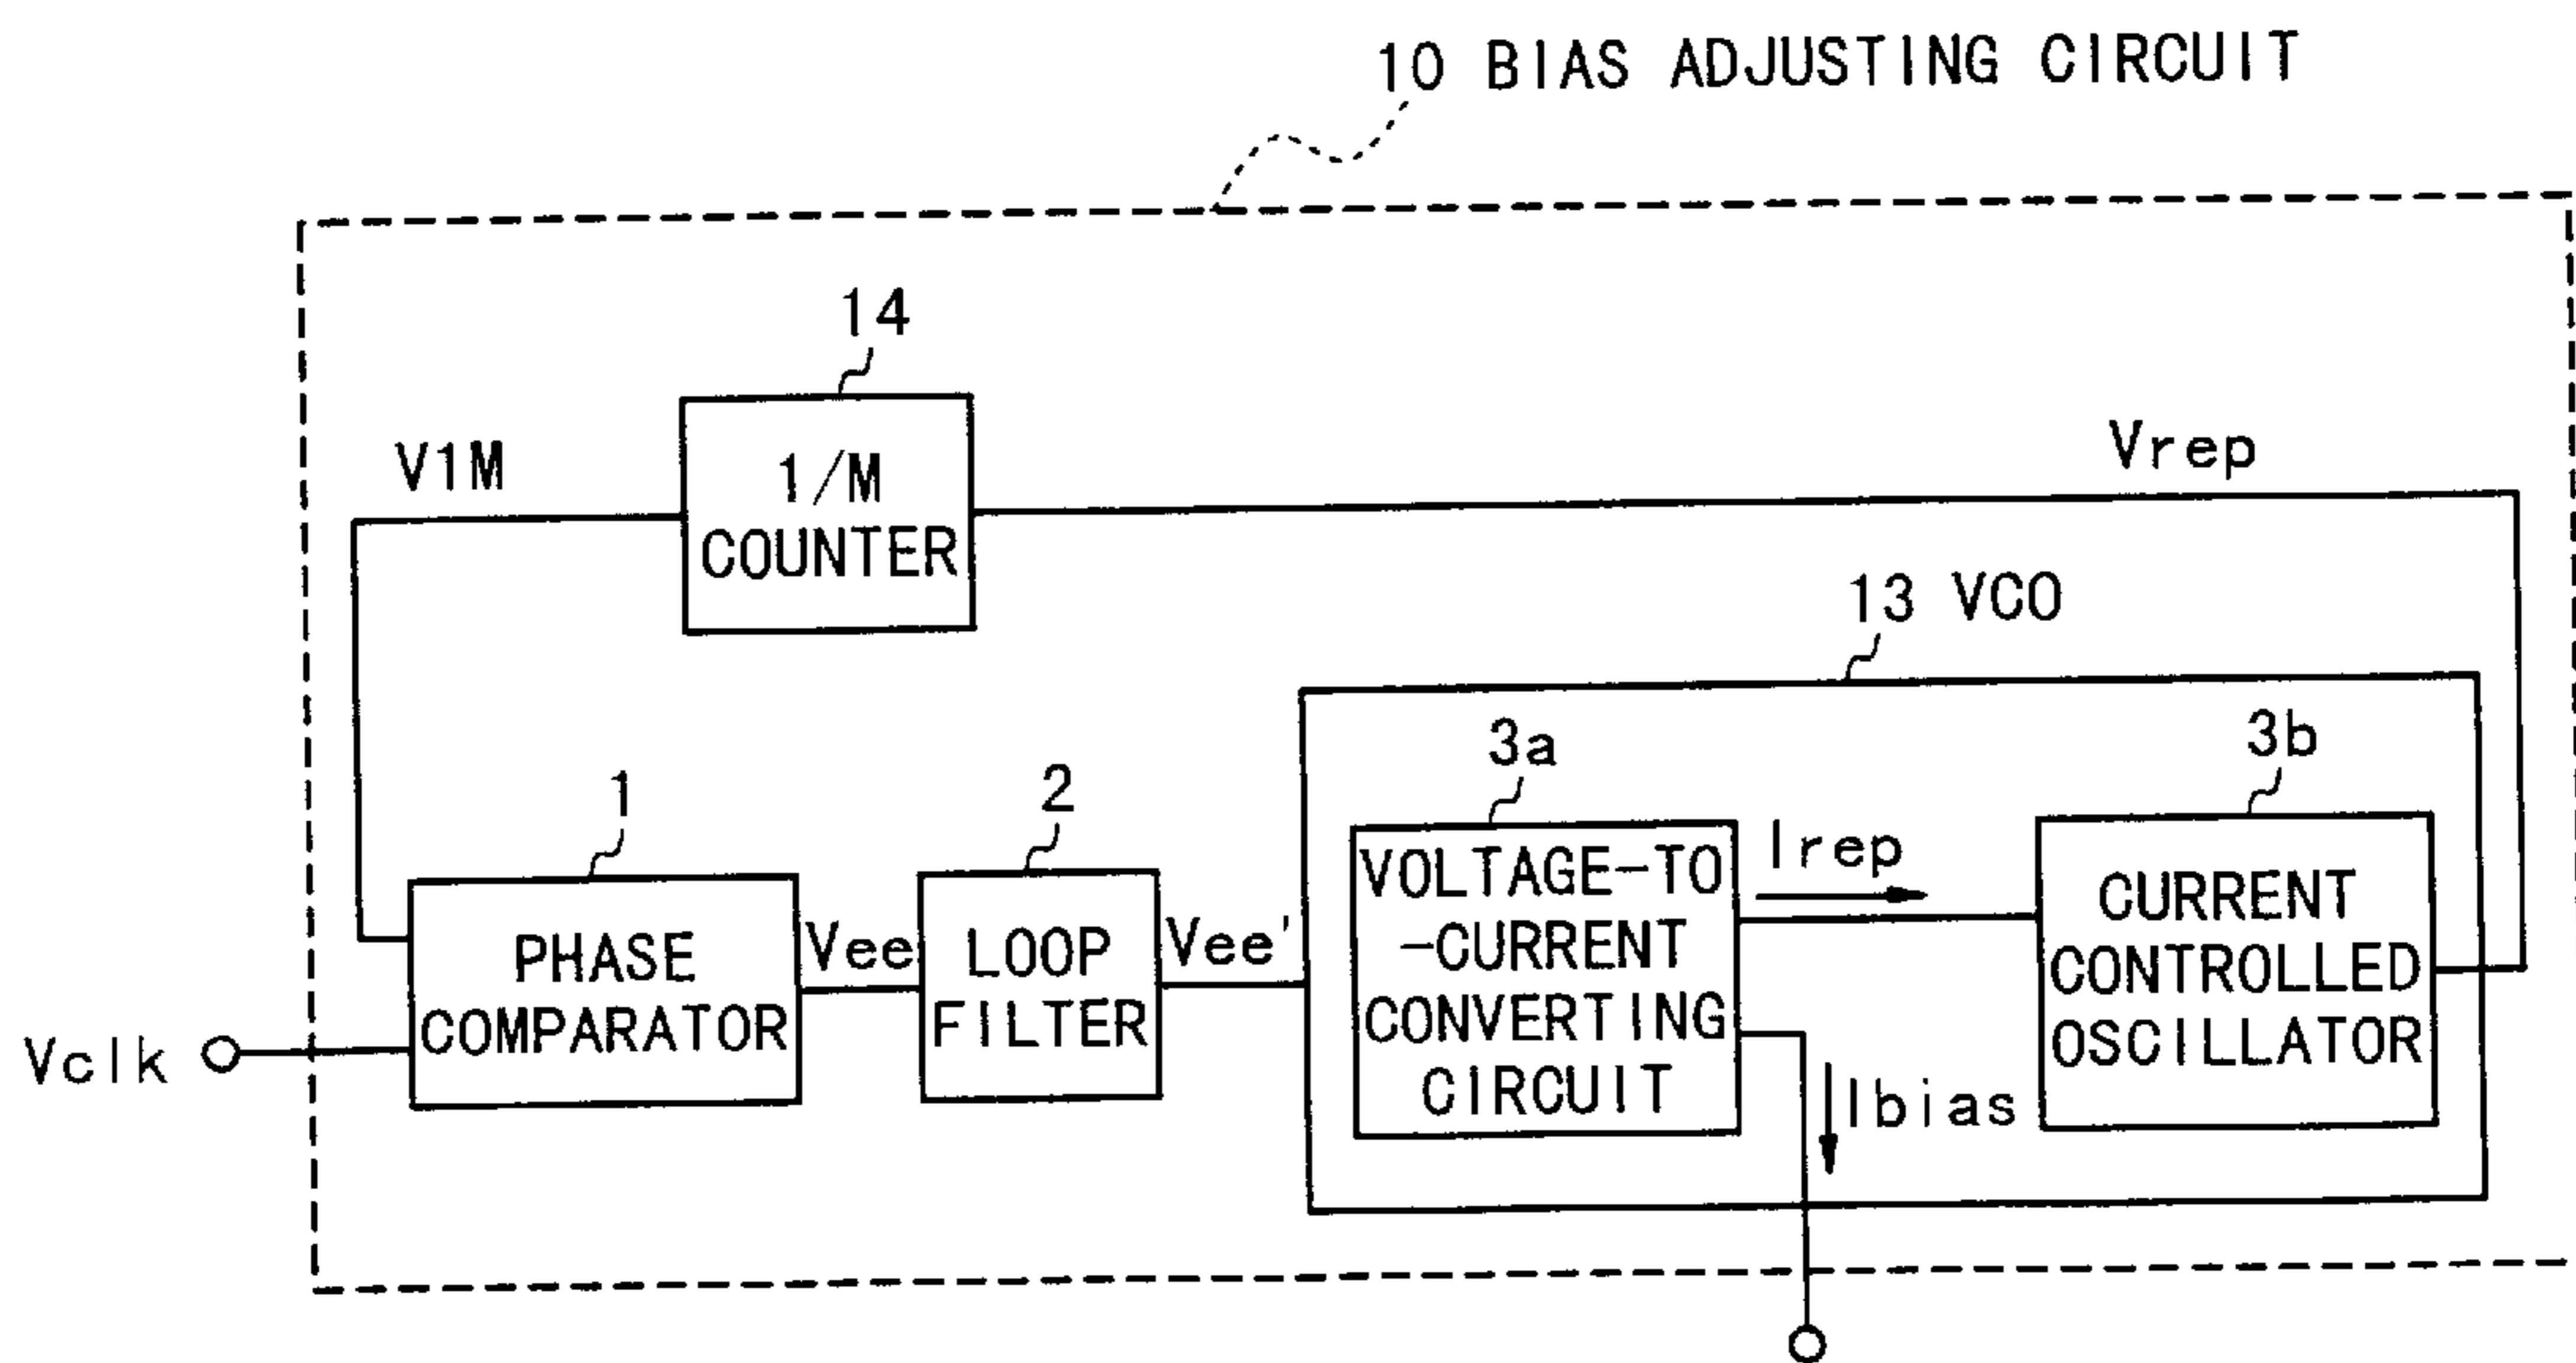 10 BIAS ADJUSTING CIRCUIT
14
V1M
1/M
COUNTER
Vrep
13 VCO
1
2
3a
3b
PHASE
COMPARATOR
Vee
LOOP
FILTER
Vee'
VOLTAGE-TO
-CURRENT
CONVERTING
CIRCUIT
Irep
Ibias
CURRENT
CONTROLLED
OSCILLATOR
Vclk